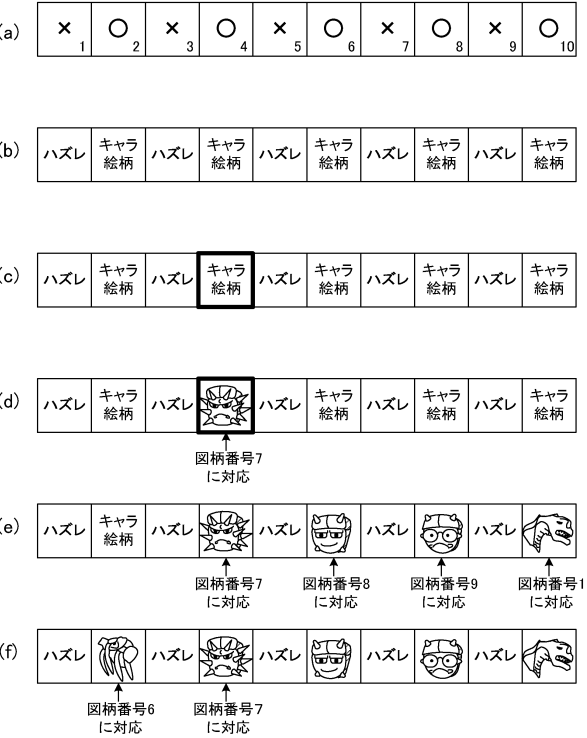 (a) × ○ × ○ × ○ × ○ × ○
1 2 3 4 5 6 7 8 9 10
(b) ハズレ キャラ絵柄 ハズレ キャラ絵柄 ハズレ キャラ絵柄 ハズレ キャラ絵柄 ハズレ キャラ絵柄
(c) ハズレ キャラ絵柄 ハズレ キャラ絵柄 ハズレ キャラ絵柄 ハズレ キャラ絵柄 ハズレ キャラ絵柄
(d) ハズレ キャラ絵柄 ハズレ ハズレ キャラ絵柄 ハズレ キャラ絵柄 ハズレ キャラ絵柄
図柄番号7
に対応
(e) ハズレ キャラ絵柄 ハズレ ハズレ ハズレ ハズレ
図柄番号7 図柄番号8 図柄番号9 図柄番号1
に対応 に対応 に対応 に対応
(f) ハズレ ハズレ ハズレ ハズレ ハズレ
図柄番号6 図柄番号7
に対応 に対応